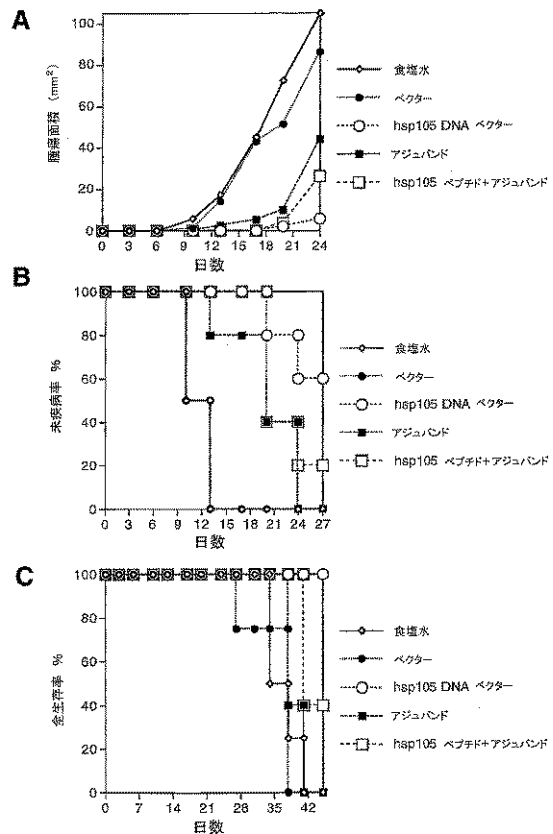 A
腫瘍面積 (mm²)
100
80
60
40
20
0
0 3 6 9 12 15 18 21 24
日数
食塩水
ベクター
hsp105 DNA ベクター
アジュバンド
hsp105 ペプチド+アジュバンド
B
未疾病率 %
100
80
60
40
20
0
0 3 6 9 12 15 18 21 24 27
日数
食塩水
ベクター
hsp105 DNA ベクター
アジュバンド
hsp105 ペプチド+アジュバンド
C
全生存率 %
100
80
60
40
20
0
0 7 14 21 28 35 42
日数
食塩水
ベクター
hsp105 DNA ベクター
アジュバンド
hsp105 ペプチド+アジュバンド